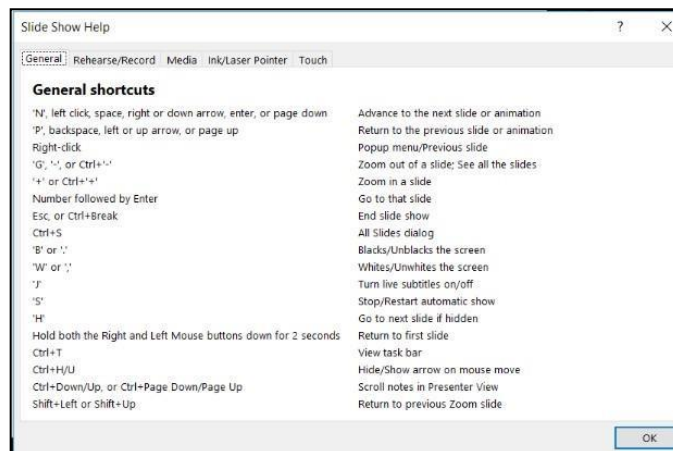 Slide Show Help ? ×
General Rehearse/Record Media Ink/Laser Pointer Touch
General shortcuts
'N', left click, space, right or down arrow, enter, or page down Advance to the next slide or animation
'P', backspace, left or up arrow, or page up Return to the previous slide or animation
Right-click Popup menu/Previous slide
'G', '-', or Ctrl+'-' Zoom out of a slide; See all the slides
'+' or Ctrl+'+' Zoom in a slide
Number followed by Enter Go to that slide
Esc, or Ctrl+Break End slide show
Ctrl+S All Slides dialog
'B' or '.' Blacks/Unblacks the screen
'W' or ',' Whites/Unwhites the screen
'J' Turn live subtitles on/off
'S' Stop/Restart automatic show
'H' Go to next slide if hidden
Hold both the Right and Left Mouse buttons down for 2 seconds Return to first slide
Ctrl+T View task bar
Ctrl+H/U Hide/Show arrow on mouse move
Ctrl+Down/Up, or Ctrl+Page Down/Page Up Scroll notes in Presenter View
Shift+Left or Shift+Up Return to previous Zoom slide
OK